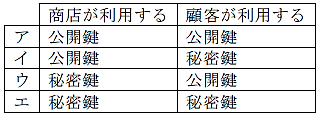 商店が利用する 顧客が利用する
ア 公開鍵 公開鍵
イ 公開鍵 秘密鍵
ウ 秘密鍵 公開鍵
エ 秘密鍵 秘密鍵